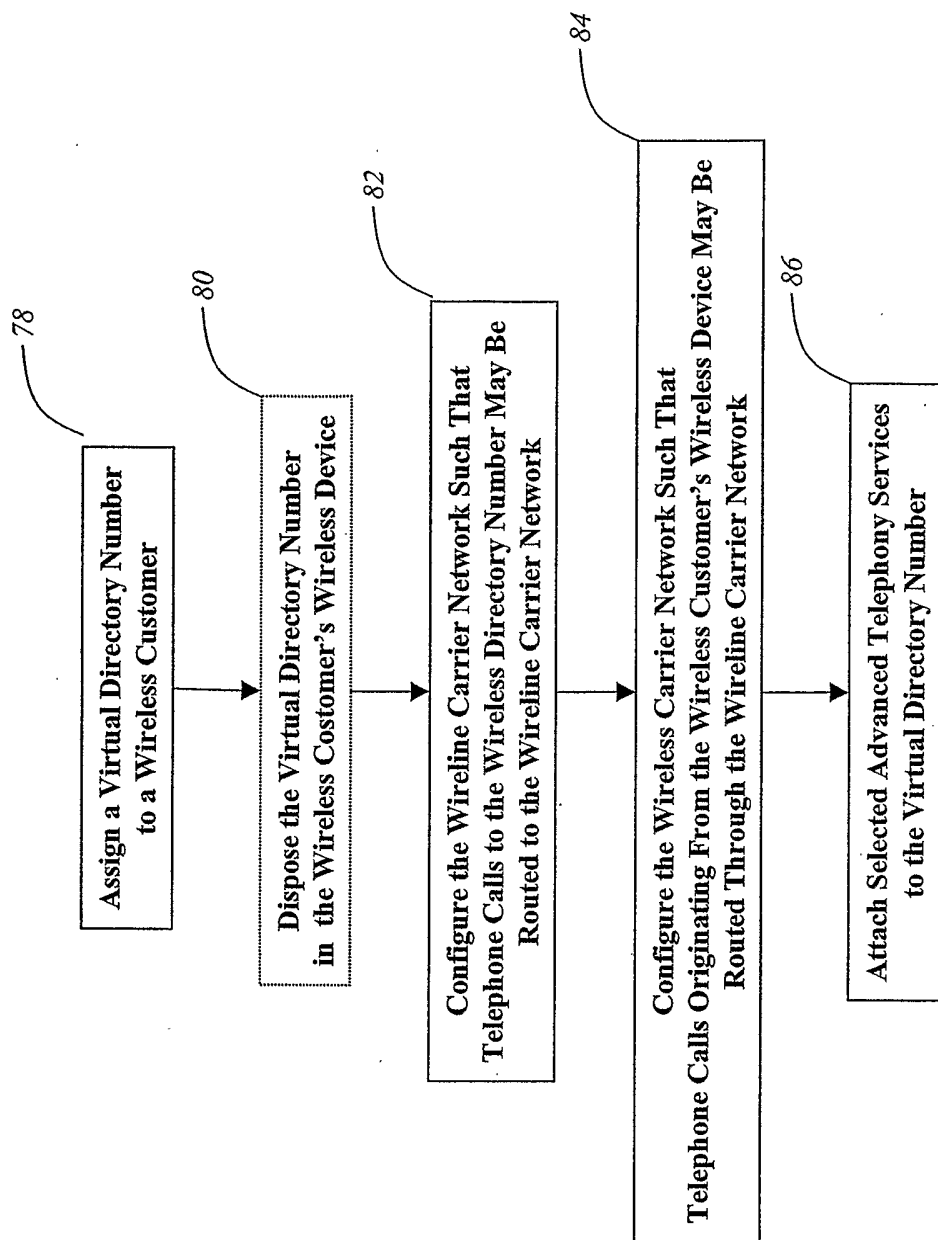 78
Assign a Virtual Directory Number
to a Wireless Customer
80
Dispose the Virtual Directory Number
in the Wireless Costomer's Wireless Device
82
Configure the Wireline Carrier Network Such That
Telephone Calls to the Wireless Directory Number May Be
Routed to the Wireline Carrier Network
84
Configure the Wireless Carrier Network Such That
Telephone Calls Originating From the Wireless Customer's Wireless Device May Be
Routed Through the Wireline Carrier Network
86
Attach Selected Advanced Telephony Services
to the Virtual Directory Number